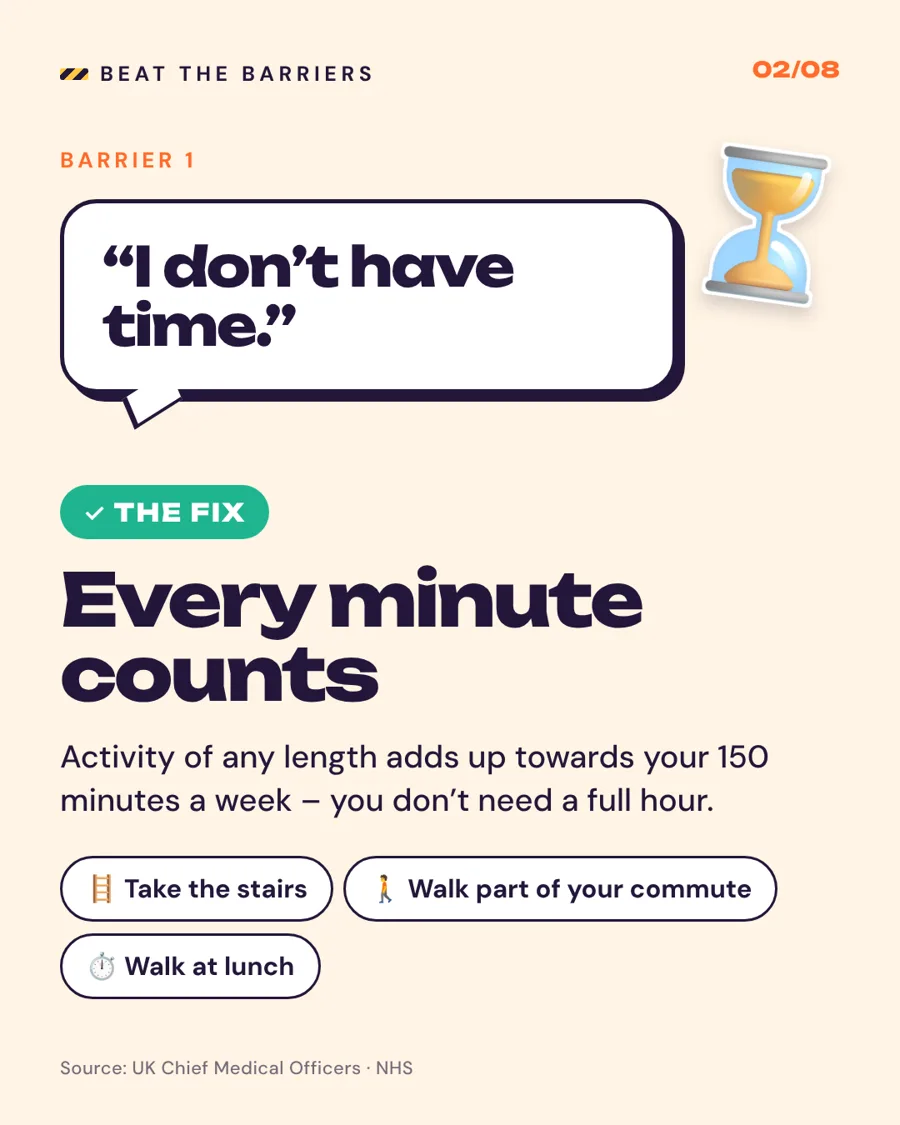 BEAT THE BARRIERS
02/08
BARRIER 1
“I don’t have
time.”
✓ THE FIX
Every minute
counts
Activity of any length adds up towards your 150
minutes a week – you don’t need a full hour.
🪜 Take the stairs
🚶 Walk part of your commute
⏱️ Walk at lunch
Source: UK Chief Medical Officers · NHS